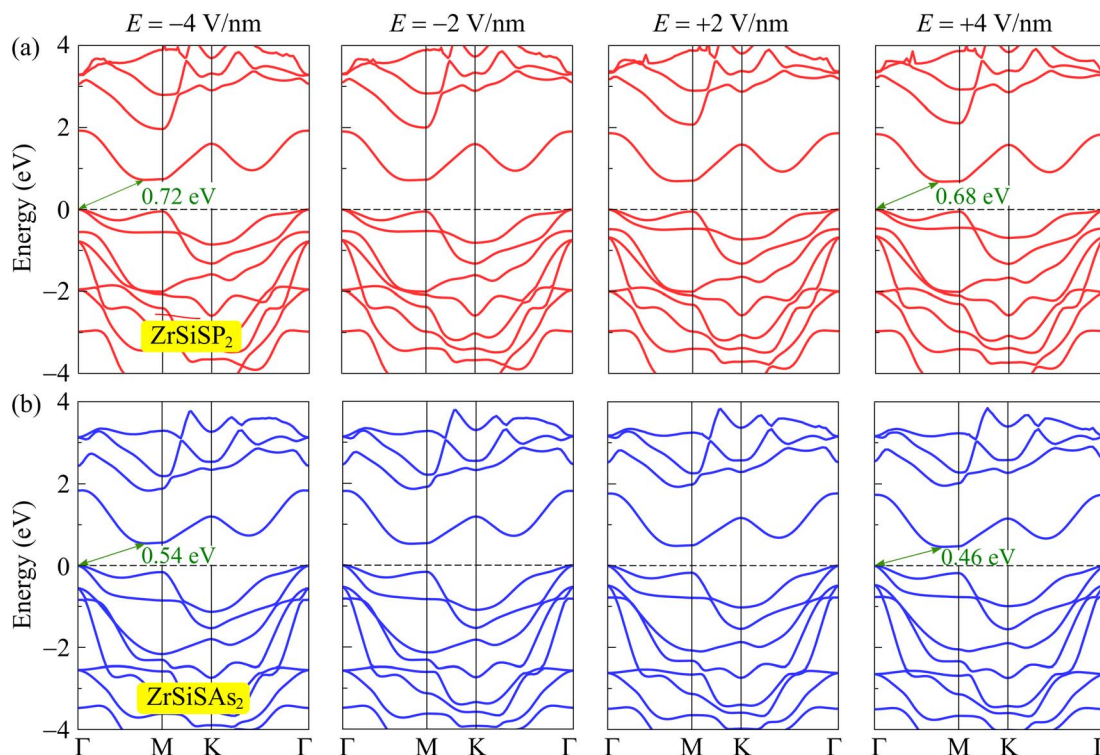 E = −4 V/nm
E = −2 V/nm
E = +2 V/nm
E = +4 V/nm
(a)
4
2
0
−2
−4
Energy (eV)
0.72 eV
0.68 eV
ZrSiSP₂
(b)
4
2
0
−2
−4
Energy (eV)
0.54 eV
0.46 eV
ZrSiSAs₂
Γ M K Γ M K Γ M K Γ M K Γ